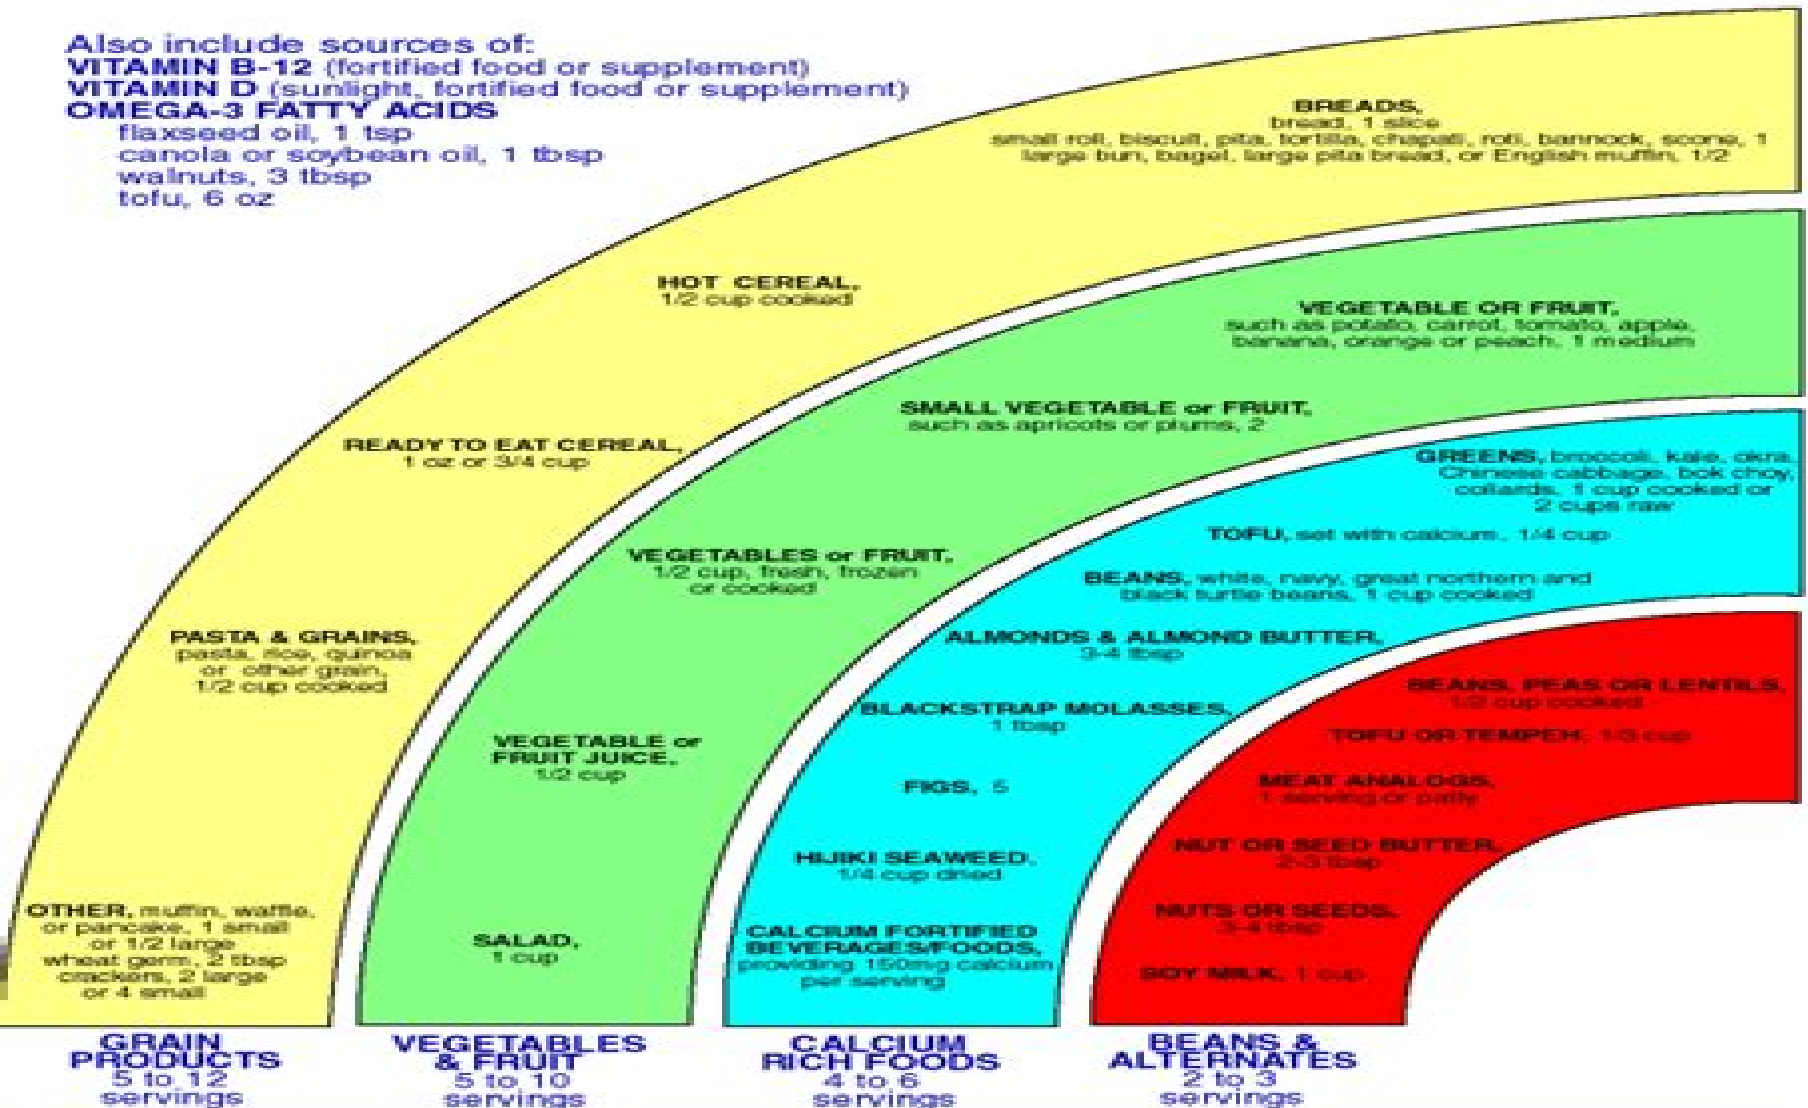 Also include sources of:
VITAMIN B-12 (fortified food or supplement)
VITAMIN D (sunlight, fortified food or supplement)
OMEGA-3 FATTY ACIDS
flaxseed oil, 1 tsp
canola or soybean oil, 1 tbsp
walnuts, 3 tbsp
tofu, 6 oz
BREADS,
bread, 1 slice
small roll, biscuit, pita, tortilla, chapati, roti, bannock, scone, 1
large bun, bagel, large pita bread, or English muffin, 1/2
HOT CEREAL,
1/2 cup cooked
READY TO EAT CEREAL,
1 oz or 3/4 cup
PASTA & GRAINS,
pasta, rice, quinoa
or other grain,
1/2 cup cooked
OTHER, muffin, waffle,
or pancake, 1 small
or 1/2 large
wheat germ, 2 tbsp
crackers, 2 large
or 4 small
GRAIN
PRODUCTS
5 to 12
servings
VEGETABLE OR FRUIT,
such as potato, carrot, tomato, apple,
banana, orange or peach, 1 medium
SMALL VEGETABLE or FRUIT,
such as apricots or plums, 2
VEGETABLES or FRUIT,
1/2 cup, fresh, frozen
or cooked
VEGETABLE or
FRUIT JUICE,
1/2 cup
SALAD,
1 cup
VEGETABLES
& FRUIT
5 to 10
servings
GREENS, broccoli, kale, okra,
Chinese cabbage, bok choy,
collards, 1 cup cooked or
2 cups raw
TOFU, set with calcium, 1/4 cup
BEANS, white, navy, great northern and
black turtle beans, 1 cup cooked
ALMONDS & ALMOND BUTTER,
3-4 tbsp
BLACKSTRAP MOLASSES,
1 tbsp
FIGS, 5
HIJIKI SEAWEED,
1/4 cup dried
CALCIUM FORTIFIED
BEVERAGES/FOODS,
providing 150mg calcium
per serving
CALCIUM
RICH FOODS
4 to 6
servings
BEANS, PEAS OR LENTILS,
1/2 cup cooked
TOFU OR TEMPEH, 1/3 cup
MEAT ANALOGS,
1 serving or patty
NUT OR SEED BUTTER,
2-3 tbsp
NUTS OR SEEDS,
3-4 tbsp
SOY MILK, 1 cup
BEANS &
ALTERNATES
2 to 3
servings